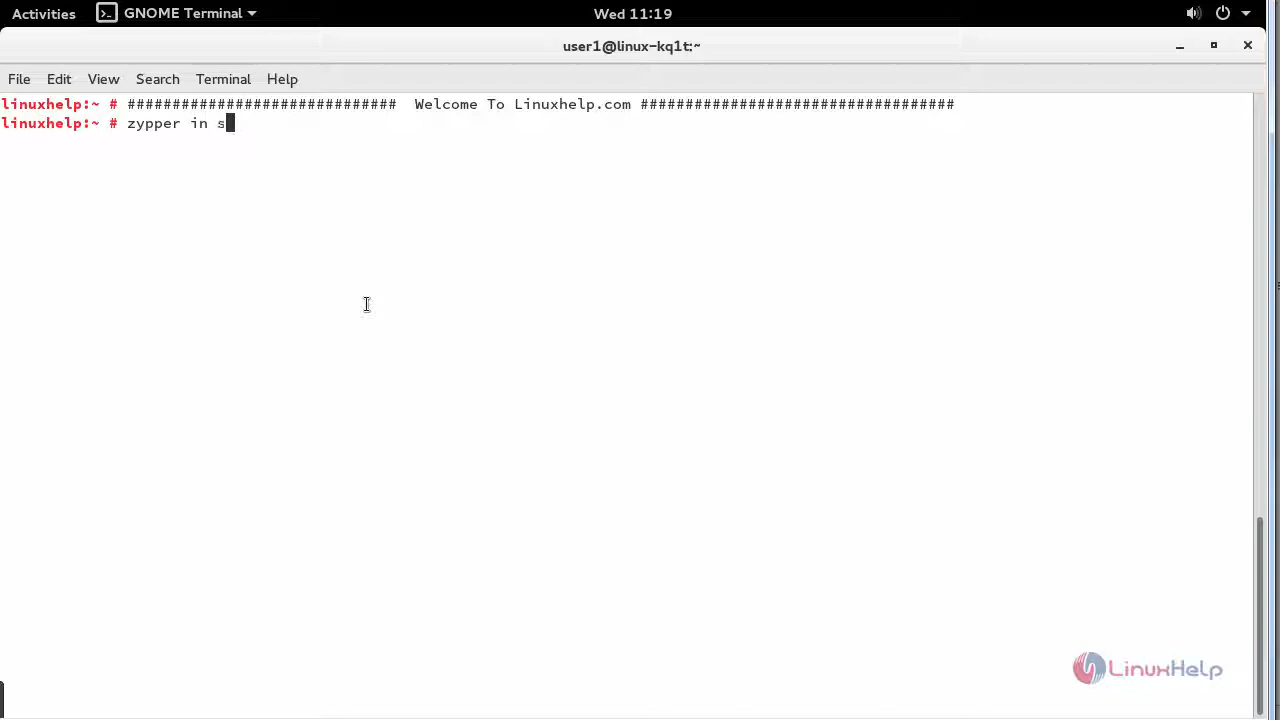 Activities GNOME Terminal Wed 11:19
user1@linux-kq1t:~
File Edit View Search Terminal Help
linuxhelp:~ # ############################## Welcome To Linuxhelp.com ###################################
linuxhelp:~ # zypper in s
LinuxHelp